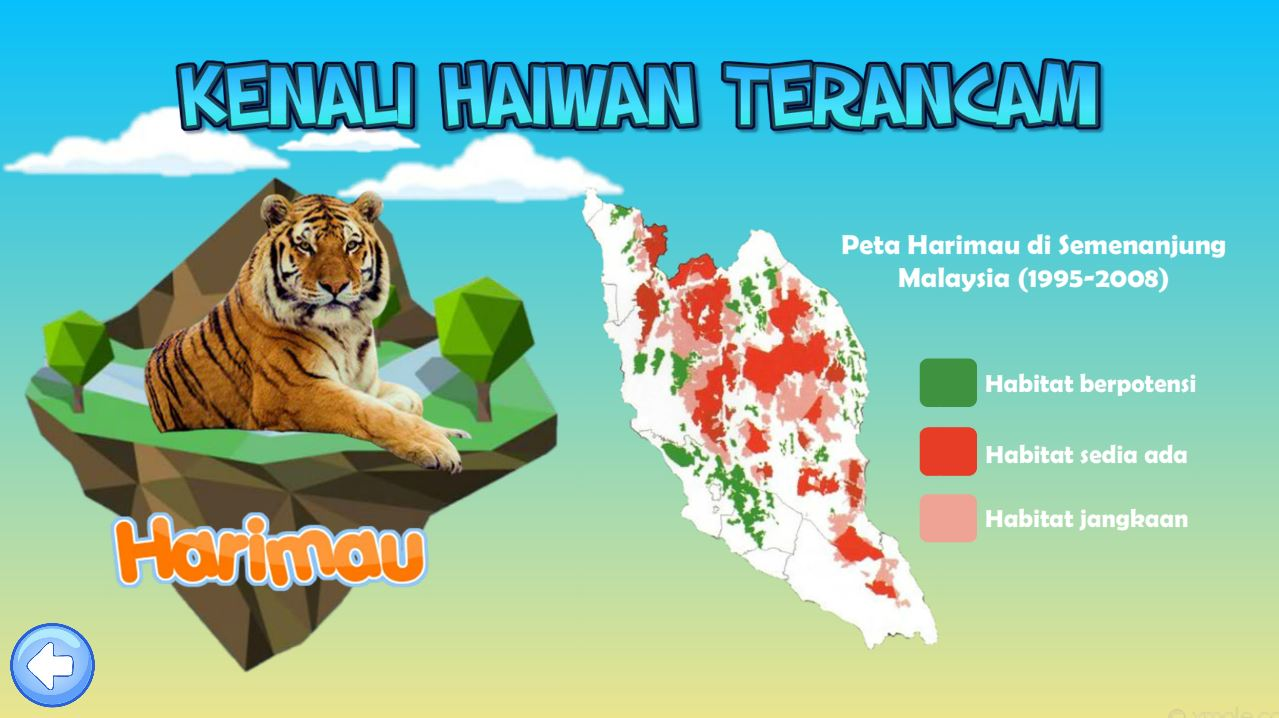 KENALI HAIWAN TERANCAM
Peta Harimau di Semenanjung
Malaysia (1995-2008)
Habitat berpotensi
Habitat sedia ada
Habitat jangkaan
Harimau